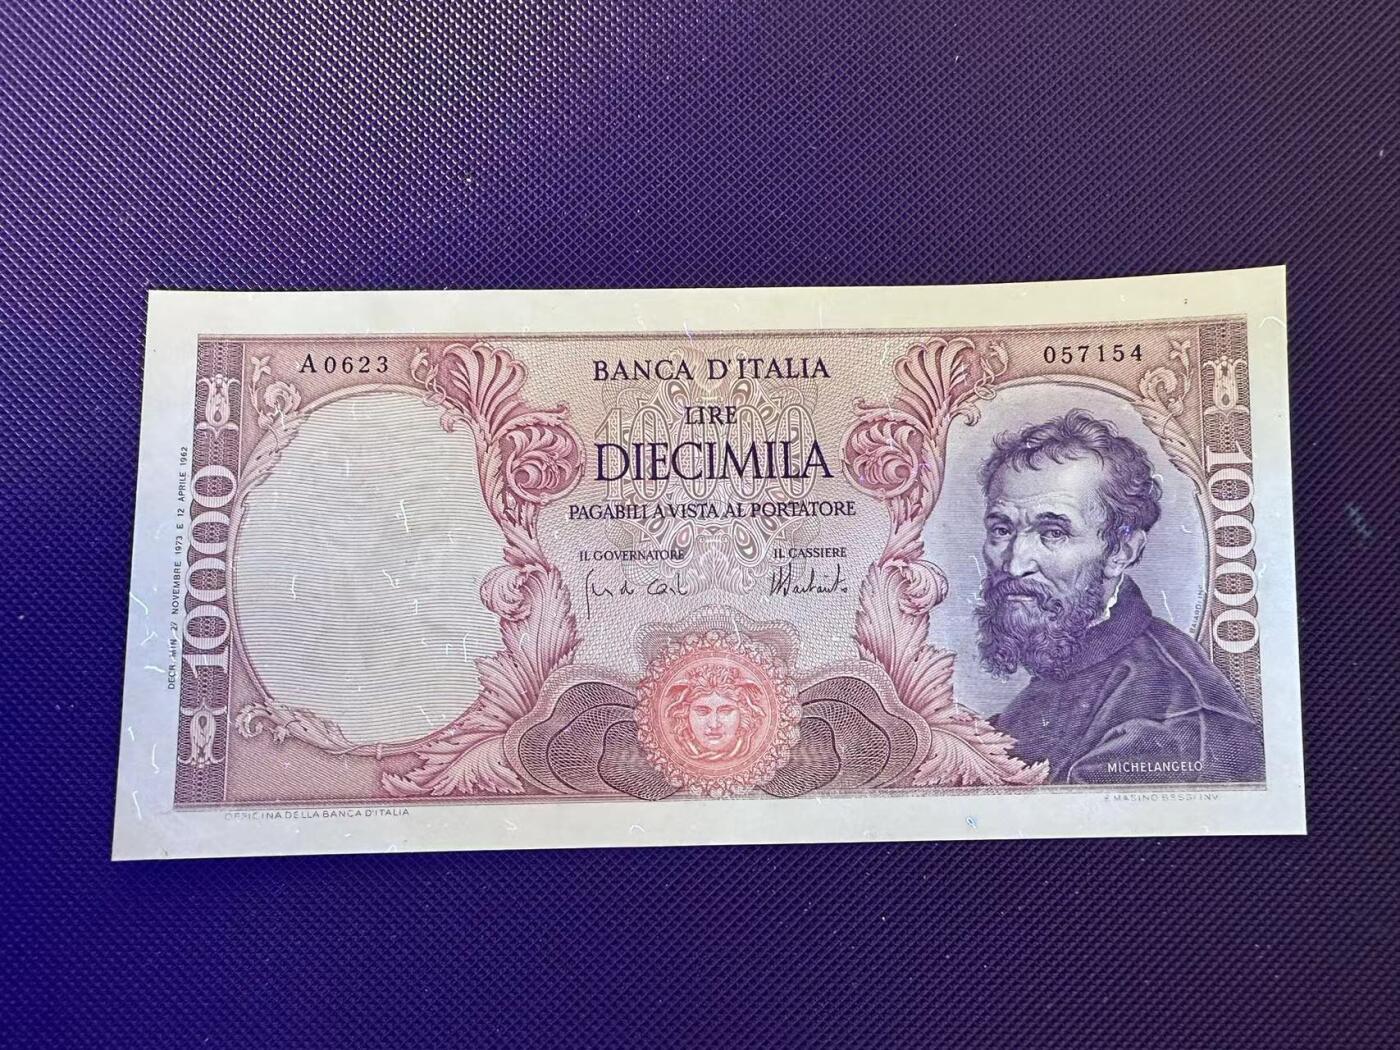 A0623
057154
BANCA D'ITALIA
10000
LIRE
DIECIMILA
PAGABILI A VISTA AL PORTATORE
IL GOVERNATORE
IL CASSIERE
DECR. MIN. 27 NOVEMBRE 1973 E 12 APRILE 1962
10000
10000
MICHELANGELO
OFFICINA DELLA BANCA D'ITALIA